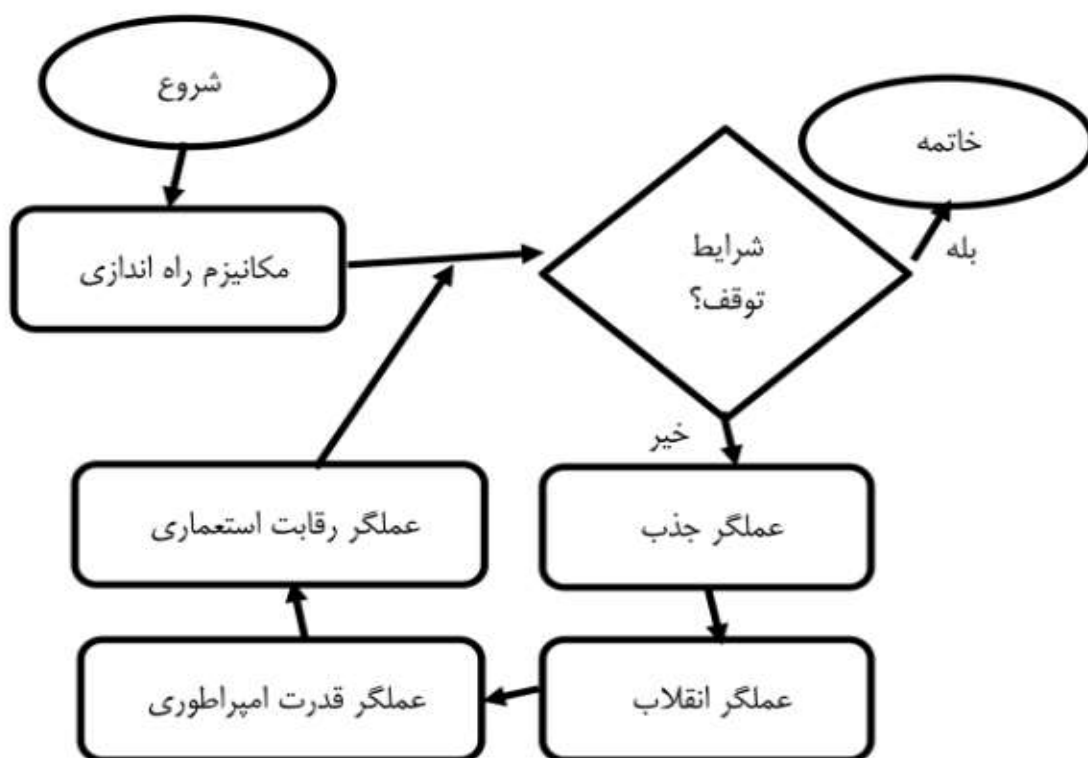 شروع
خاتمه
مکانیزم راه اندازی
شرایط
توقف؟
بله
خیر
عملگر جذب
عملگر رقابت استعماری
عملگر انقلاب
عملگر قدرت امپراطوری